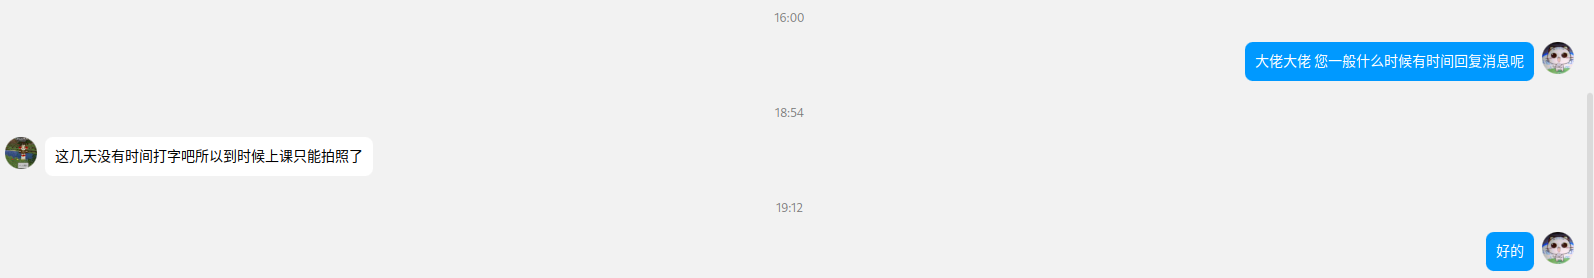 16:00
大佬大佬 您一般什么时候有时间回复消息呢
18:54
这几天没有时间打字吧所以到时候上课只能拍照了
19:12
好的